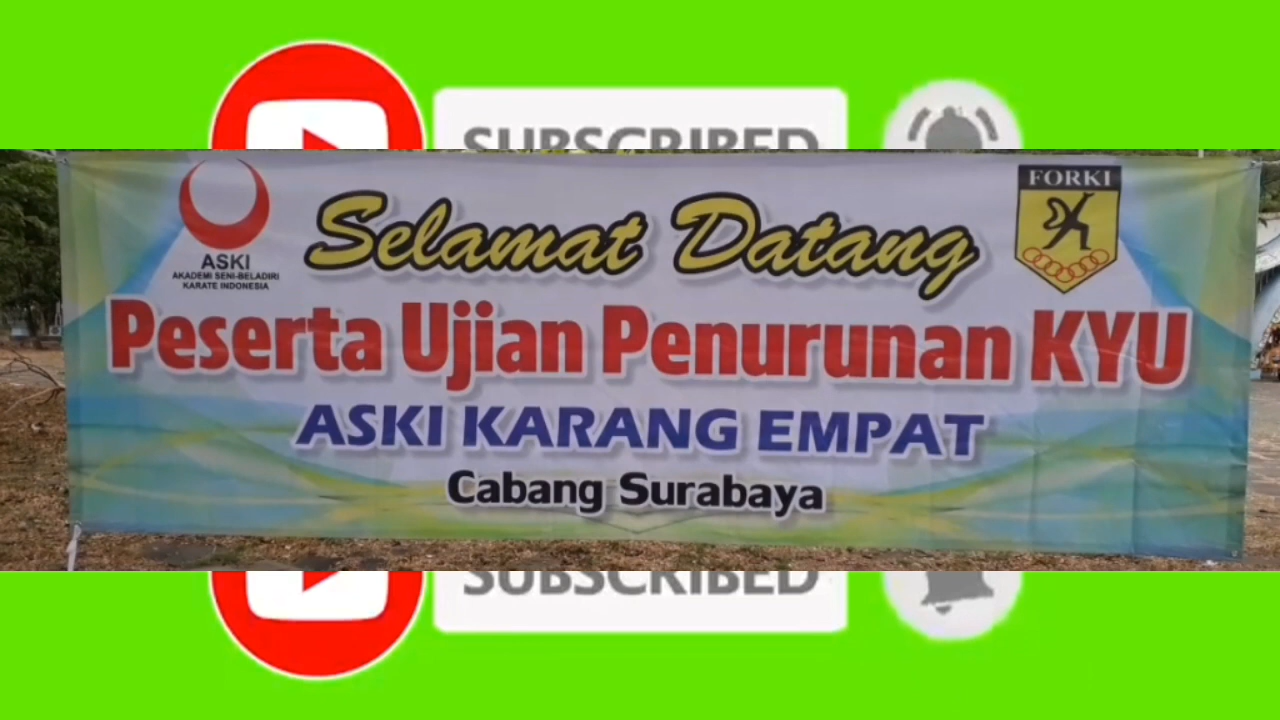 SUBSCRIBED
ASKI
AKADEMI SENI-BELADIRI
KARATE INDONESIA
Selamat Datang
FORKI
Peserta Ujian Penurunan KYU
ASKI KARANG EMPAT
Cabang Surabaya
SUBSCRIBED